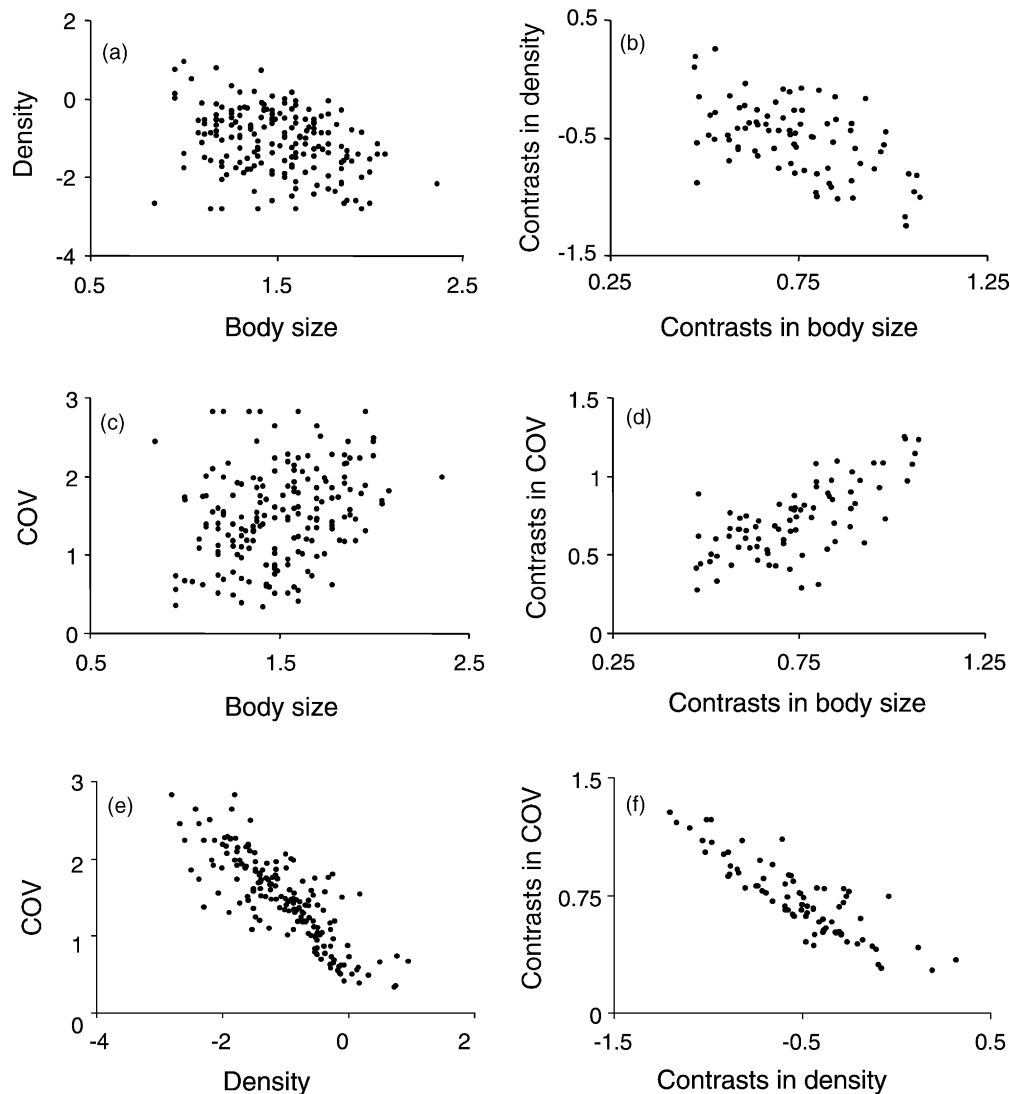 2
0
-2
-4
Density
(a)
0.5
1.5
2.5
Body size
0.5
-0.5
-1.5
Contrasts in density
(b)
0.25
0.75
1.25
Contrasts in body size
3
2
1
0
COV
(c)
0.5
1.5
2.5
Body size
1.5
1
0.5
0
Contrasts in COV
(d)
0.25
0.75
1.25
Contrasts in body size
3
2
1
0
COV
(e)
-4
-2
0
2
Density
1.5
0.75
0
Contrasts in COV
(f)
-1.5
-0.5
0.5
Contrasts in density